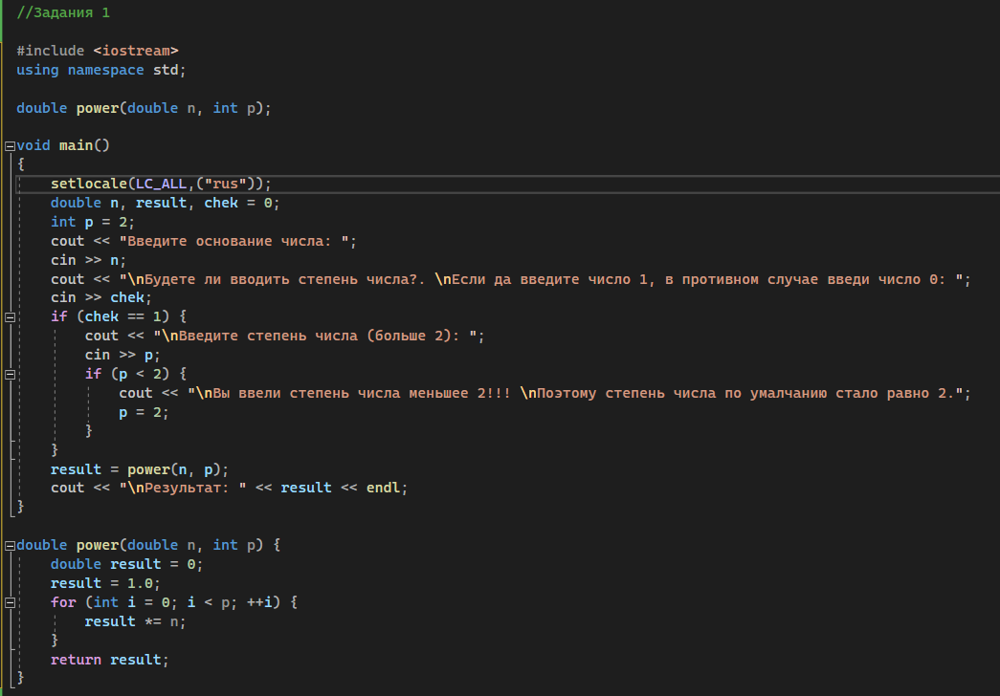 //Задания 1
#include <iostream>
using namespace std;
double power(double n, int p);
void main()
{
setlocale(LC_ALL,("rus"));
double n, result, chek = 0;
int p = 2;
cout << "Введите основание числа: ";
cin >> n;
cout << "\nБудете ли вводить степень числа?. \nЕсли да введите число 1, в противном случае введи число 0: ";
cin >> chek;
if (chek == 1) {
cout << "\nВведите степень числа (больше 2): ";
cin >> p;
if (p < 2) {
cout << "\nВы ввели степень числа меньшее 2!!! \nПоэтому степень числа по умалчанию стало равно 2.";
p = 2;
}
}
result = power(n, p);
cout << "\nРезультат: " << result << endl;
}
double power(double n, int p) {
double result = 0;
result = 1.0;
for (int i = 0; i < p; ++i) {
result *= n;
}
return result;
}